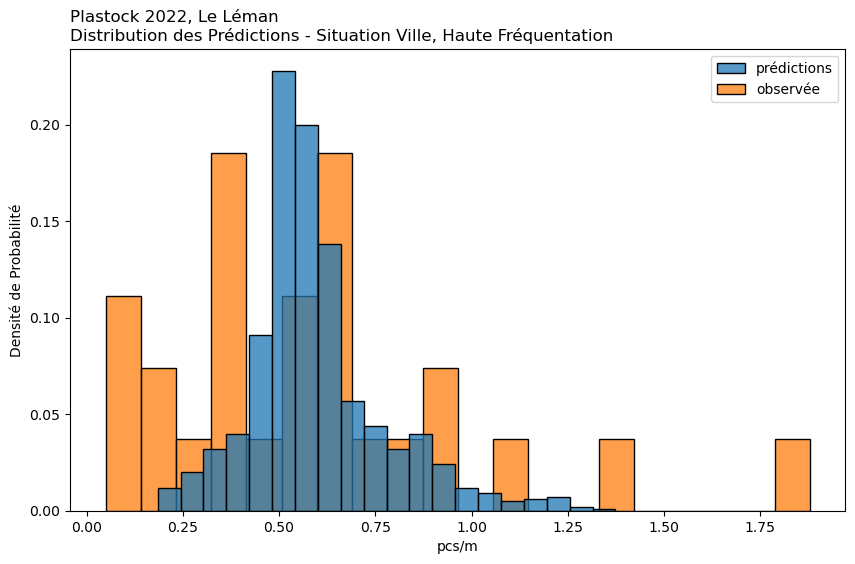 Plastock 2022, Le Léman
Distribution des Prédictions - Situation Ville, Haute Fréquentation
prédictions
observée
Densité de Probabilité
0.20
0.15
0.10
0.05
0.00
0.00 0.25 0.50 0.75 1.00 1.25 1.50 1.75
pcs/m